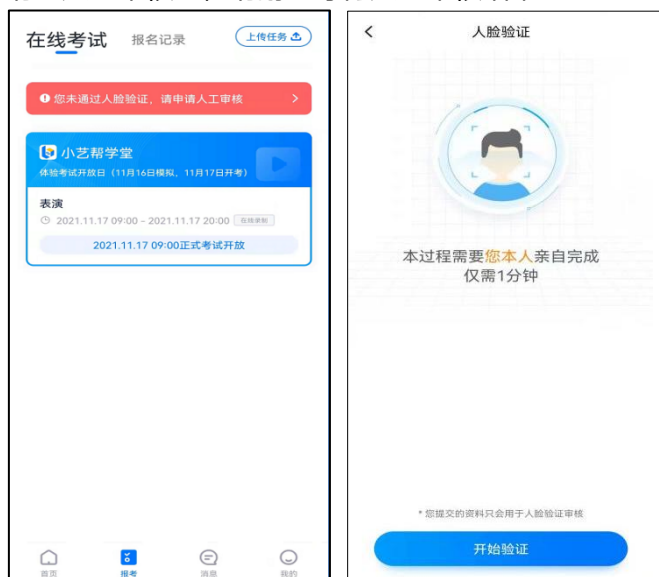 在线考试
报名记录
上传任务
您未通过人脸验证，请申请人工审核
小艺帮学堂
体验考试开放日（11月16日模拟，11月17日开考）
表演
2021.11.17 09:00 - 2021.11.17 20:00 在线录制
2021.11.17 09:00正式考试开放
首页
报考
消息
我的
人脸验证
本过程需要您本人亲自完成
仅需1分钟
* 您提交的资料只会用于人脸验证审核
开始验证